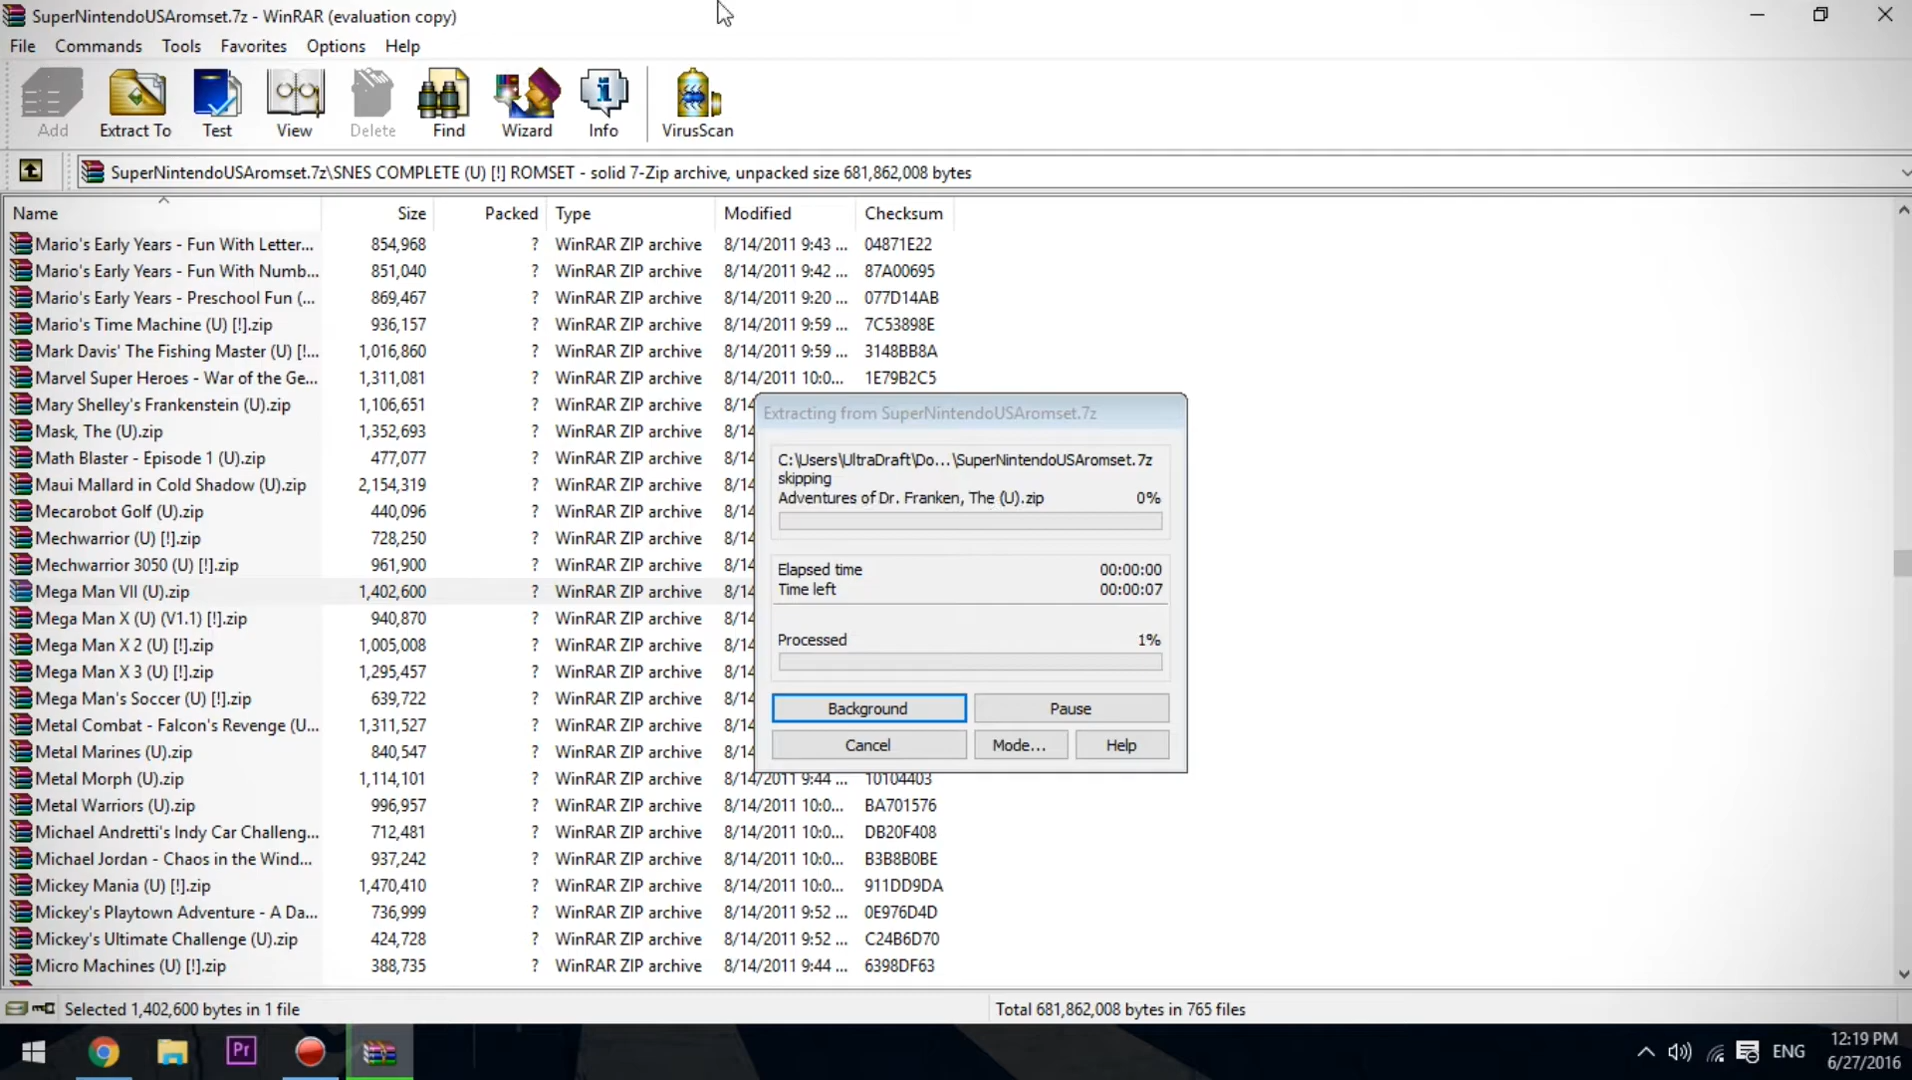 SuperNintendoUSAromset.7z - WinRAR (evaluation copy)
File Commands Tools Favorites Options Help
Add Extract To Test View Delete Find Wizard Info VirusScan
SuperNintendoUSAromset.7z\SNES COMPLETE (U) [!] ROMSET - solid 7-Zip archive, unpacked size 681,862,008 bytes
Name Size Packed Type Modified Checksum
Mario's Early Years - Fun With Letter... 854,968 ? WinRAR ZIP archive 8/14/2011 9:43 ... 04871E22
Mario's Early Years - Fun With Numb... 851,040 ? WinRAR ZIP archive 8/14/2011 9:42 ... 87A00695
Mario's Early Years - Preschool Fun (... 869,467 ? WinRAR ZIP archive 8/14/2011 9:20 ... 077D14AB
Mario's Time Machine (U) [!].zip 936,157 ? WinRAR ZIP archive 8/14/2011 9:59 ... 7C53898E
Mark Davis' The Fishing Master (U) [!... 1,016,860 ? WinRAR ZIP archive 8/14/2011 9:59 ... 3148BB8A
Marvel Super Heroes - War of the Ge... 1,311,081 ? WinRAR ZIP archive 8/14/2011 10:0... 1E79B2C5
Mary Shelley's Frankenstein (U).zip 1,106,651 ? WinRAR ZIP archive 8/14
Mask, The (U).zip 1,352,693 ? WinRAR ZIP archive 8/14
Math Blaster - Episode 1 (U).zip 477,077 ? WinRAR ZIP archive 8/14
Maui Mallard in Cold Shadow (U).zip 2,154,319 ? WinRAR ZIP archive 8/14
Mecarobot Golf (U).zip 440,096 ? WinRAR ZIP archive 8/14
Mechwarrior (U) [!].zip 728,250 ? WinRAR ZIP archive 8/14
Mechwarrior 3050 (U) [!].zip 961,900 ? WinRAR ZIP archive 8/14
Mega Man VII (U).zip 1,402,600 ? WinRAR ZIP archive 8/14
Mega Man X (U) (V1.1) [!].zip 940,870 ? WinRAR ZIP archive 8/14
Mega Man X 2 (U) [!].zip 1,005,008 ? WinRAR ZIP archive 8/14
Mega Man X 3 (U) [!].zip 1,295,457 ? WinRAR ZIP archive 8/14
Mega Man's Soccer (U) [!].zip 639,722 ? WinRAR ZIP archive 8/14
Metal Combat - Falcon's Revenge (U... 1,311,527 ? WinRAR ZIP archive 8/14
Metal Marines (U).zip 840,547 ? WinRAR ZIP archive 8/14
Metal Morph (U).zip 1,114,101 ? WinRAR ZIP archive 8/14/2011 9:44 ... 10104403
Metal Warriors (U).zip 996,957 ? WinRAR ZIP archive 8/14/2011 10:0... BA701576
Michael Andretti's Indy Car Challeng... 712,481 ? WinRAR ZIP archive 8/14/2011 10:0... DB20F408
Michael Jordan - Chaos in the Wind... 937,242 ? WinRAR ZIP archive 8/14/2011 10:0... B3B8B0BE
Mickey Mania (U) [!].zip 1,470,410 ? WinRAR ZIP archive 8/14/2011 10:0... 911DD9DA
Mickey's Playtown Adventure - A Da... 736,999 ? WinRAR ZIP archive 8/14/2011 9:52 ... 0E976D4D
Mickey's Ultimate Challenge (U).zip 424,728 ? WinRAR ZIP archive 8/14/2011 9:52 ... C24B6D70
Micro Machines (U) [!].zip 388,735 ? WinRAR ZIP archive 8/14/2011 9:44 ... 6398DF63
Extracting from SuperNintendoUSAromset.7z
C:\Users\UltraDraft\Do...\SuperNintendoUSAromset.7z
skipping
Adventures of Dr. Franken, The (U).zip 0%
Elapsed time 00:00:00
Time left 00:00:07
Processed 1%
Background Pause
Cancel Mode... Help
Selected 1,402,600 bytes in 1 file Total 681,862,008 bytes in 765 files
Pr ENG 12:19 PM
6/27/2016